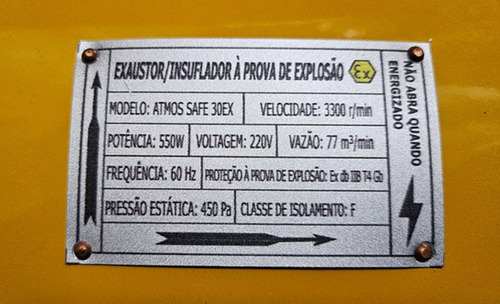 EXAUSTOR/INSUFLADOR À PROVA DE EXPLOSÃO Ex
MODELO: ATMOS SAFE 30EX VELOCIDADE: 3300 r/min
POTÊNCIA: 550W VOLTAGEM: 220V VAZÃO: 77 m³/min
FREQUÊNCIA: 60 Hz PROTEÇÃO À PROVA DE EXPLOSÃO: Ex db IIB T4 Gb
PRESSÃO ESTÁTICA: 450 Pa CLASSE DE ISOLAMENTO: F
NÃO ABRA QUANDO
ENERGIZADO